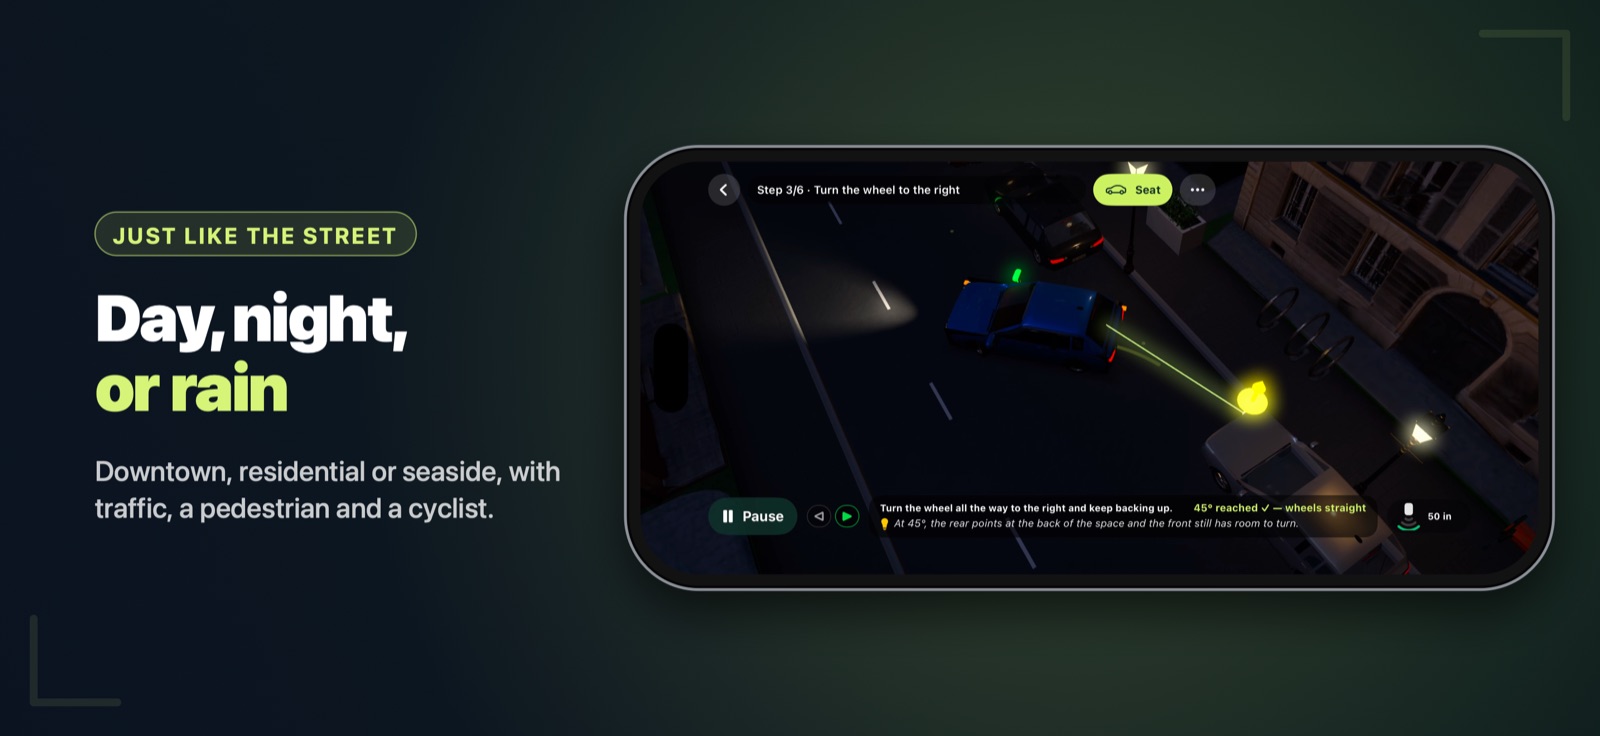 JUST LIKE THE STREET
Day, night,
or rain
Downtown, residential or seaside, with
traffic, a pedestrian and a cyclist.
Step 3/6 · Turn the wheel to the right
Seat
Pause
Turn the wheel all the way to the right and keep backing up. 45° reached ✓ — wheels straight
💡 At 45°, the rear points at the back of the space and the front still has room to turn.
50 in